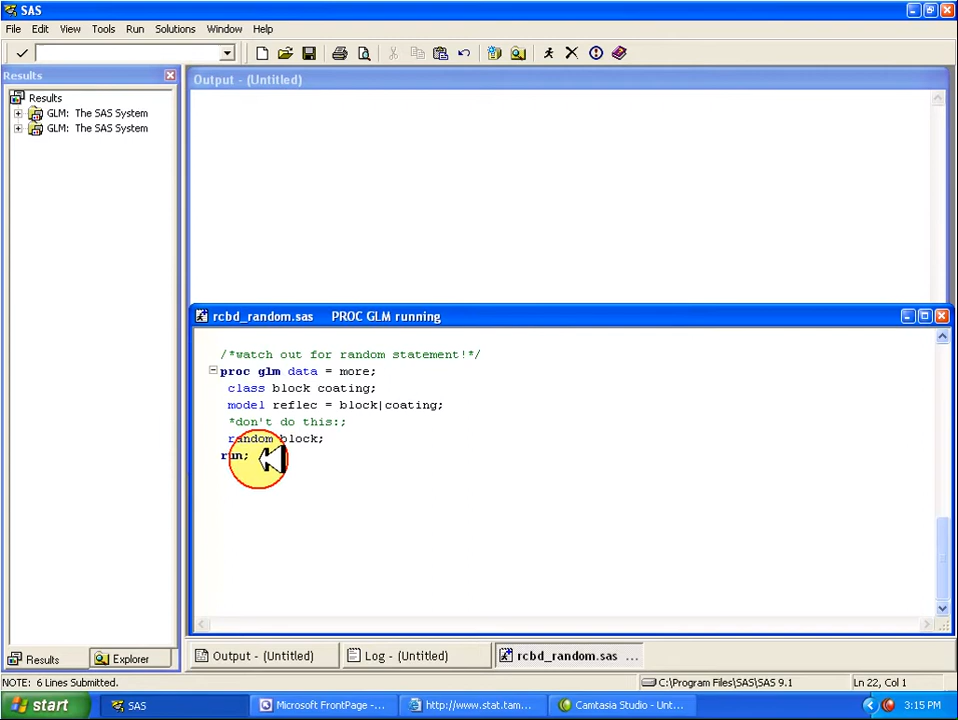 SAS
File Edit View Tools Run Solutions Window Help
Results
Output - (Untitled)
Results
GLM: The SAS System
GLM: The SAS System
rcbd_random.sas PROC GLM running
/*watch out for random statement!*/
proc glm data = more;
class block coating;
model reflec = block|coating;
*don't do this:;
random block;
run;
Results Explorer
Output - (Untitled) Log - (Untitled) rcbd_random.sas ...
NOTE: 6 Lines Submitted. C:\Program Files\SAS\SAS 9.1 Ln 22, Col 1
start SAS Microsoft FrontPage -... http://www.stat.tam... Camtasia Studio - Unt... 3:15 PM